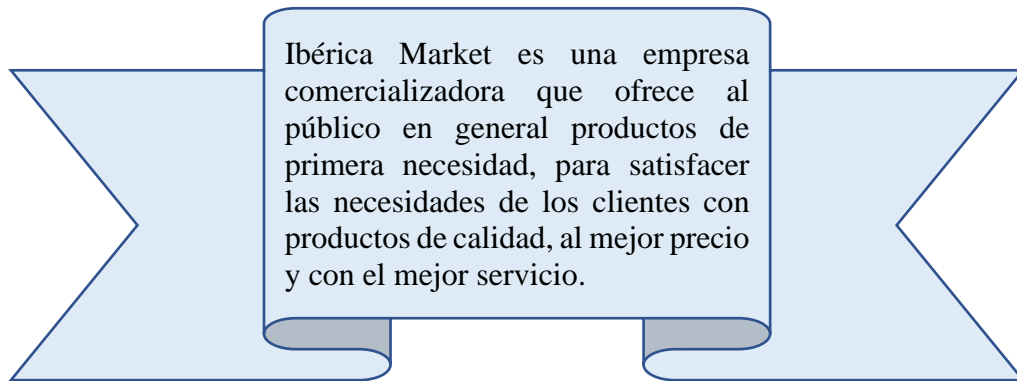 Ibérica Market es una empresa
comercializadora que ofrece al
público en general productos de
primera necesidad, para satisfacer
las necesidades de los clientes con
productos de calidad, al mejor precio
y con el mejor servicio.